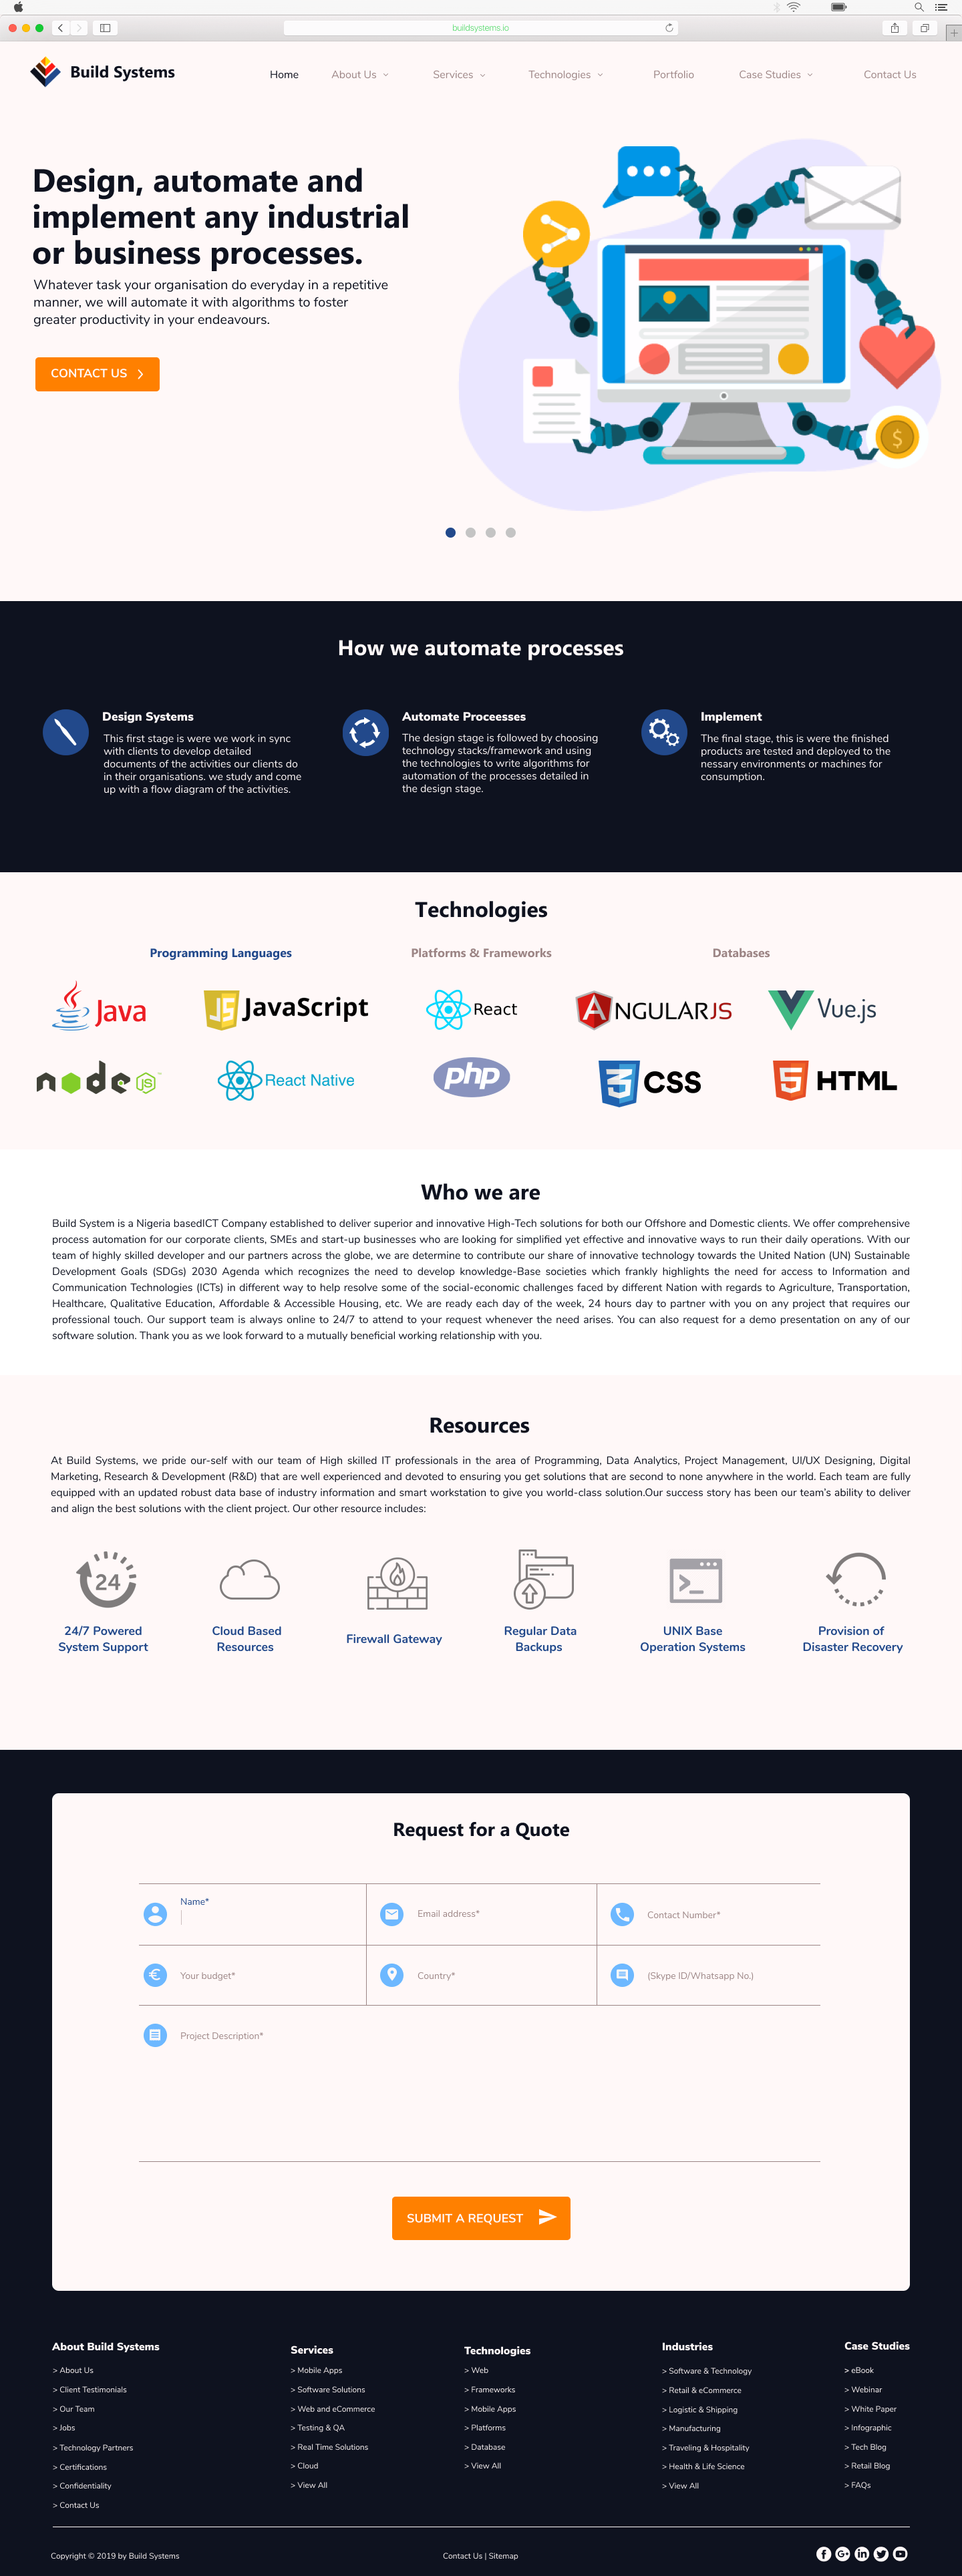 buildsystems.io
Build Systems
Home
About Us
Services
Technologies
Portfolio
Case Studies
Contact Us
Design, automate and
implement any industrial
or business processes.
Whatever task your organisation do everyday in a repetitive
manner, we will automate it with algorithms to foster
greater productivity in your endeavours.
CONTACT US
$
How we automate processes
Design Systems
This first stage is were we work in sync
with clients to develop detailed
documents of the activities our clients do
in their organisations. we study and come
up with a flow diagram of the activities.
Automate Proceesses
The design stage is followed by choosing
technology stacks/framework and using
the technologies to write algorithms for
automation of the processes detailed in
the design stage.
Implement
The final stage, this is were the finished
products are tested and deployed to the
nessary environments or machines for
consumption.
Technologies
Programming Languages
Platforms & Frameworks
Databases
Java
JS JavaScript
React
ANGULARJS
Vue.js
node JS
React Native
php
3 CSS
5 HTML
Who we are
Build System is a Nigeria basedICT Company established to deliver superior and innovative High-Tech solutions for both our Offshore and Domestic clients. We offer comprehensive
process automation for our corporate clients, SMEs and start-up businesses who are looking for simplified yet effective and innovative ways to run their daily operations. With our
team of highly skilled developer and our partners across the globe, we are determine to contribute our share of innovative technology towards the United Nation (UN) Sustainable
Development Goals (SDGs) 2030 Agenda which recognizes the need to develop knowledge-Base societies which frankly highlights the need for access to Information and
Communication Technologies (ICTs) in different way to help resolve some of the social-economic challenges faced by different Nation with regards to Agriculture, Transportation,
Healthcare, Qualitative Education, Affordable & Accessible Housing, etc. We are ready each day of the week, 24 hours day to partner with you on any project that requires our
professional touch. Our support team is always online to 24/7 to attend to your request whenever the need arises. You can also request for a demo presentation on any of our
software solution. Thank you as we look forward to a mutually beneficial working relationship with you.
Resources
At Build Systems, we pride our-self with our team of High skilled IT professionals in the area of Programming, Data Analytics, Project Management, UI/UX Designing, Digital
Marketing, Research & Development (R&D) that are well experienced and devoted to ensuring you get solutions that are second to none anywhere in the world. Each team are fully
equipped with an updated robust data base of industry information and smart workstation to give you world-class solution.Our success story has been our team's ability to deliver
and align the best solutions with the client project. Our other resource includes:
24
24/7 Powered
System Support
Cloud Based
Resources
Firewall Gateway
Regular Data
Backups
UNIX Base
Operation Systems
Provision of
Disaster Recovery
Request for a Quote
Name*
Email address*
Contact Number*
Your budget*
Country*
(Skype ID/Whatsapp No.)
Project Description*
SUBMIT A REQUEST
About Build Systems
> About Us
> Client Testimonials
> Our Team
> Jobs
> Technology Partners
> Certifications
> Confidentiality
> Contact Us
Services
> Mobile Apps
> Software Solutions
> Web and eCommerce
> Testing & QA
> Real Time Solutions
> Cloud
> View All
Technologies
> Web
> Frameworks
> Mobile Apps
> Platforms
> Database
> View All
Industries
> Software & Technology
> Retail & eCommerce
> Logistic & Shipping
> Manufacturing
> Traveling & Hospitality
> Health & Life Science
> View All
Case Studies
> eBook
> Webinar
> White Paper
> Infographic
> Tech Blog
> Retail Blog
> FAQs
Copyright © 2019 by Build Systems
Contact Us | Sitemap